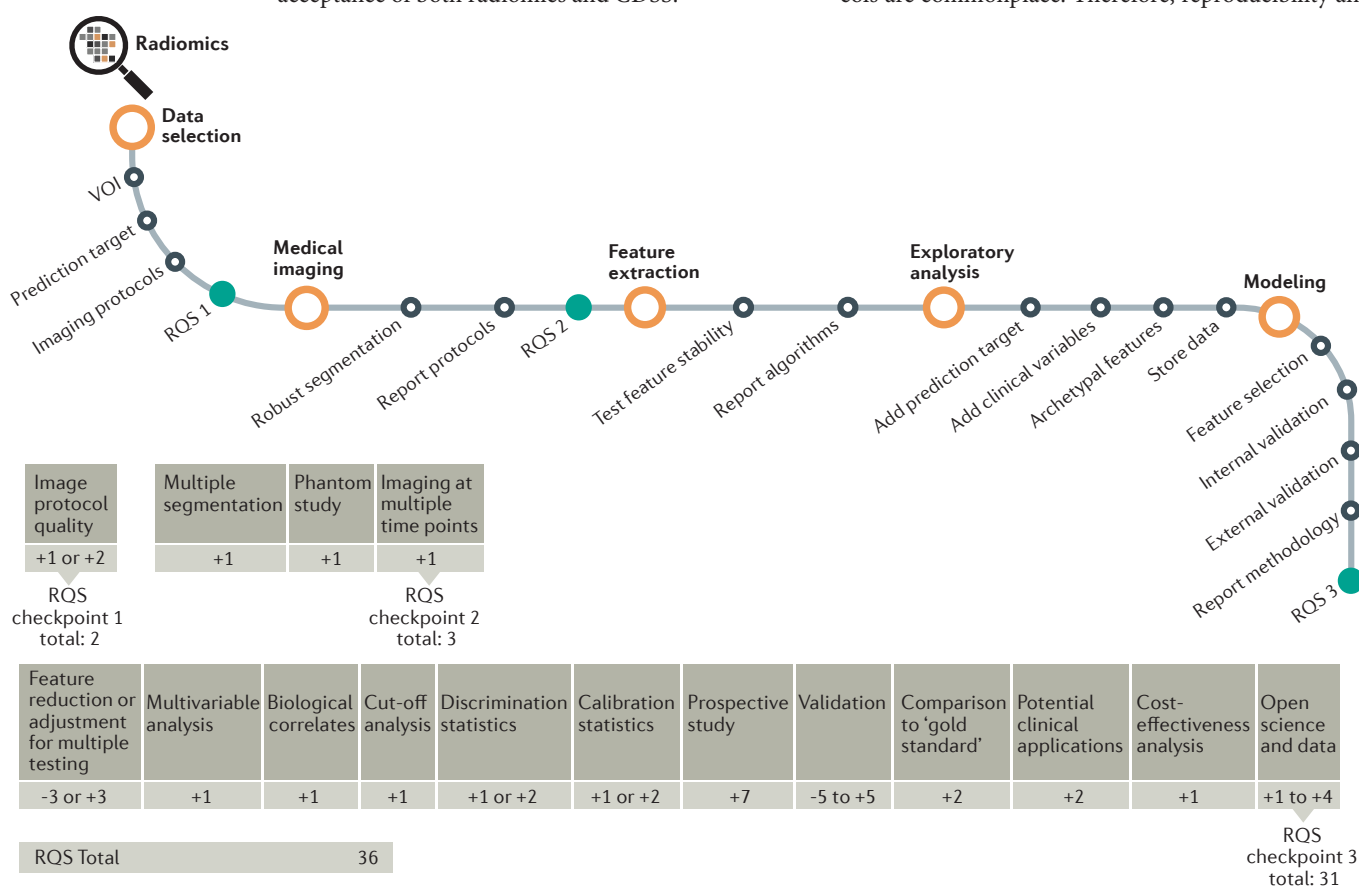 acceptance of both radiomics and CDSS.
cols are commonplace. Therefore, reproducibility an
Radiomics
Data
selection
VOI
Prediction target
Imaging protocols
RQS 1
Medical
imaging
Robust segmentation
Report protocols
RQS 2
Feature
extraction
Test feature stability
Report algorithms
Exploratory
analysis
Add prediction target
Add clinical variables
Archetypal features
Store data
Modeling
Feature selection
Internal validation
External validation
Report methodology
RQS 3
Image
protocol
quality
+1 or +2
RQS
checkpoint 1
total: 2
Multiple
segmentation
+1
Phantom
study
+1
Imaging at
multiple
time points
+1
RQS
checkpoint 2
total: 3
Feature
reduction or
adjustment
for multiple
testing
-3 or +3
Multivariable
analysis
+1
Biological
correlates
+1
Cut-off
analysis
+1
Discrimination
statistics
+1 or +2
Calibration
statistics
+1 or +2
Prospective
study
+7
Validation
-5 to +5
Comparison
to ‘gold
standard’
+2
Potential
clinical
applications
+2
Cost-
effectiveness
analysis
+1
Open
science
and data
+1 to +4
RQS
checkpoint 3
total: 31
RQS Total 36